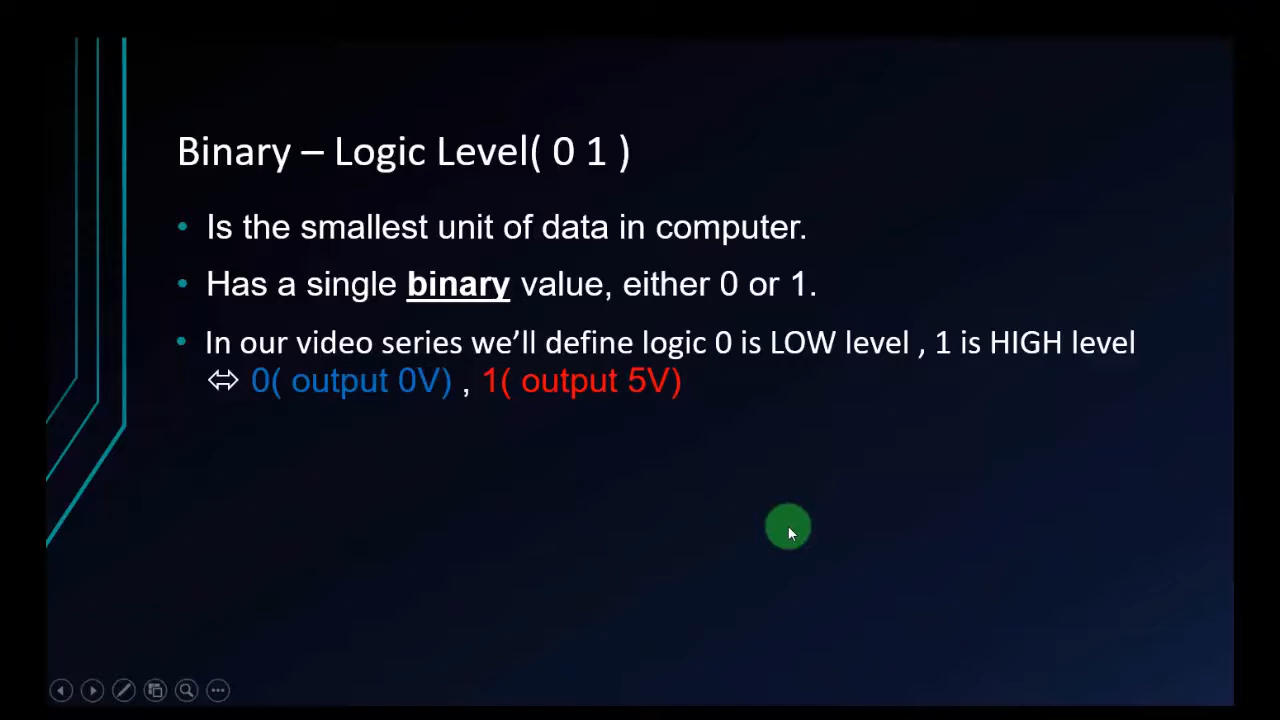 Binary – Logic Level( 0 1 )
• Is the smallest unit of data in computer.
• Has a single binary value, either 0 or 1.
• In our video series we’ll define logic 0 is LOW level , 1 is HIGH level
⬄ 0( output 0V) , 1( output 5V)